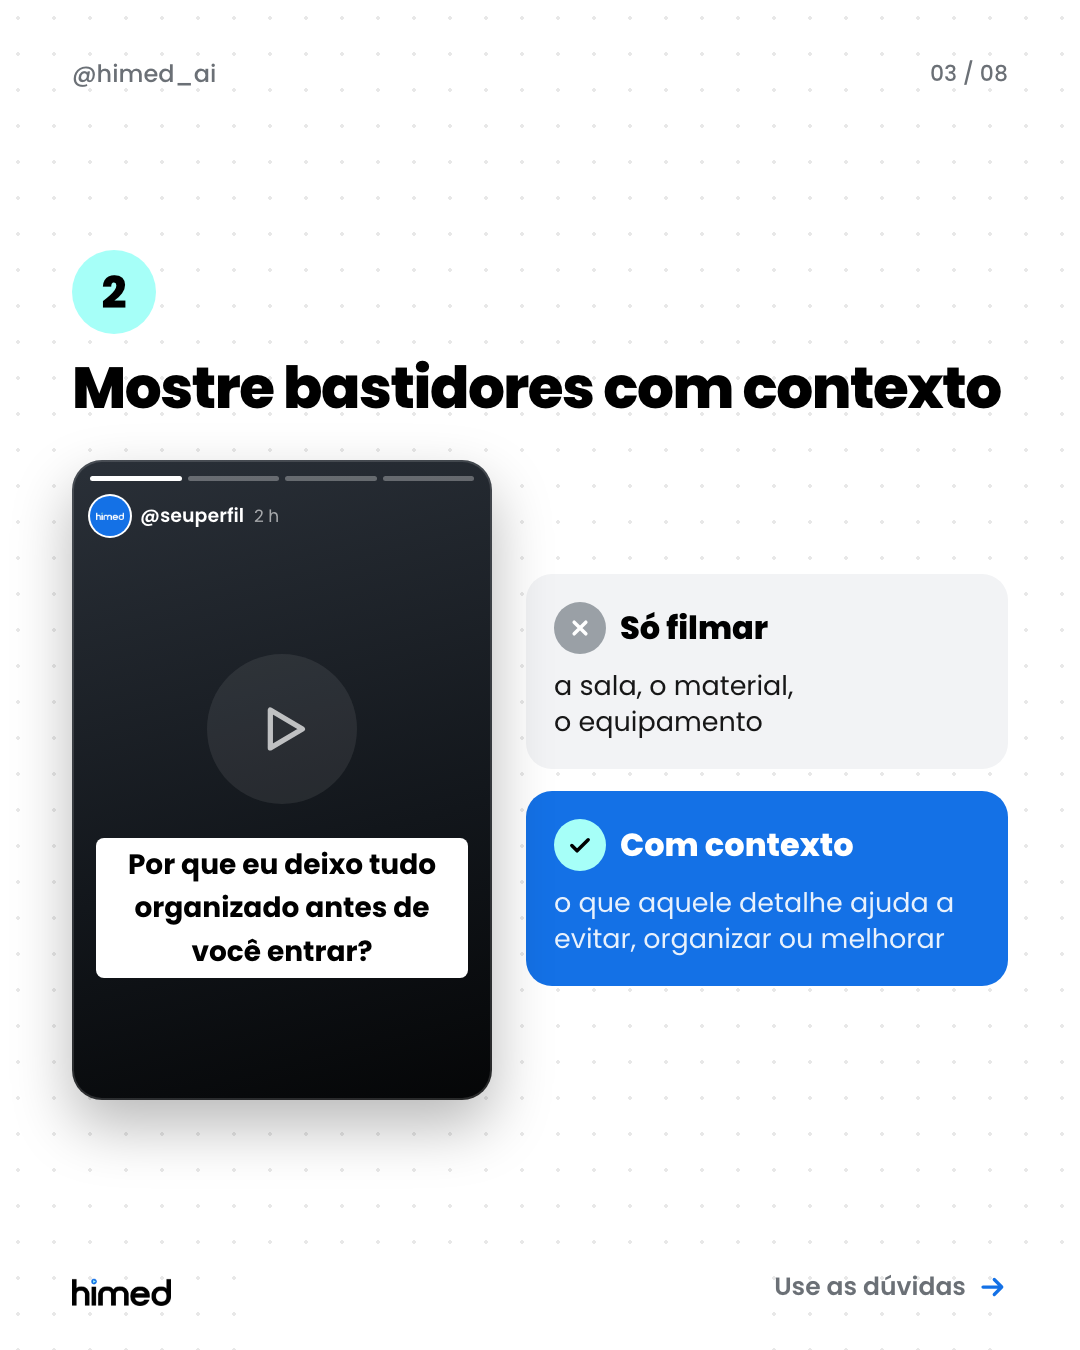 @himed_ai
03 / 08
2
Mostre bastidores com contexto
himed
@seuperfil 2 h
Por que eu deixo tudo
organizado antes de
você entrar?
Só filmar
a sala, o material,
o equipamento
Com contexto
o que aquele detalhe ajuda a
evitar, organizar ou melhorar
himed
Use as dúvidas